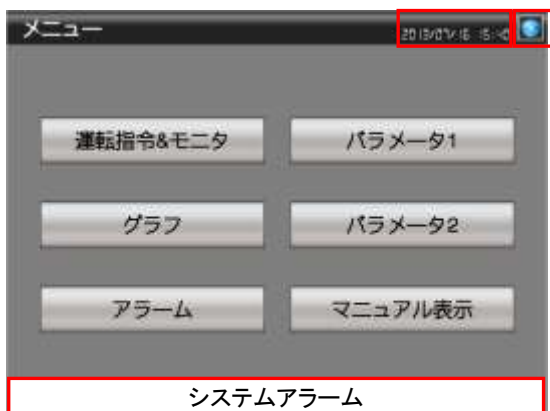 メニュー
運転指令&モニタ
パラメータ1
グラフ
パラメータ2
アラーム
マニュアル表示
システムアラーム